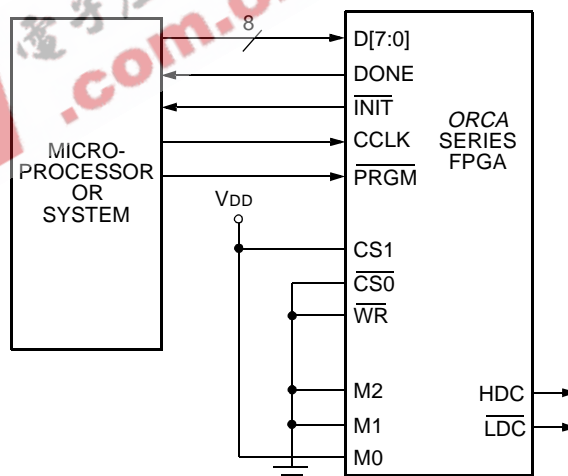 8
D[7:0]
DONE
INIT
CCLK
PRGM
ORCA
SERIES
FPGA
MICRO-
PROCESSOR
OR
SYSTEM
VDD
CS1
CS0
WR
M2
M1
M0
HDC
LDC
.com.c